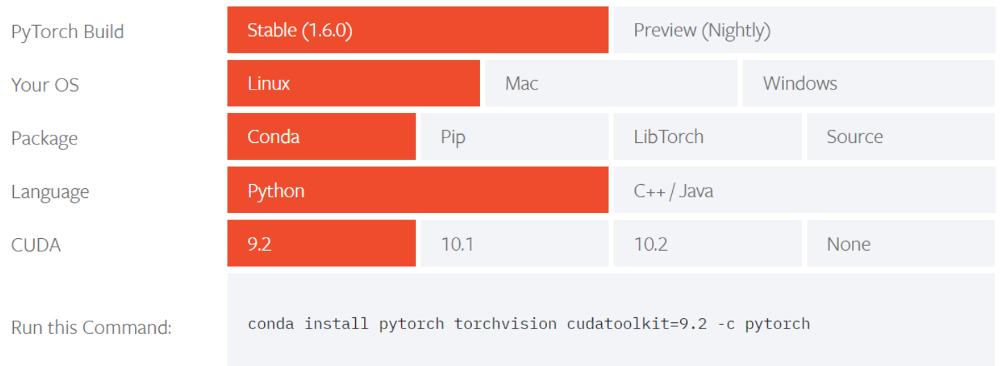 PyTorch Build Stable (1.6.0) Preview (Nightly)
Your OS Linux Mac Windows
Package Conda Pip LibTorch Source
Language Python C++ / Java
CUDA 9.2 10.1 10.2 None
Run this Command: conda install pytorch torchvision cudatoolkit=9.2 -c pytorch